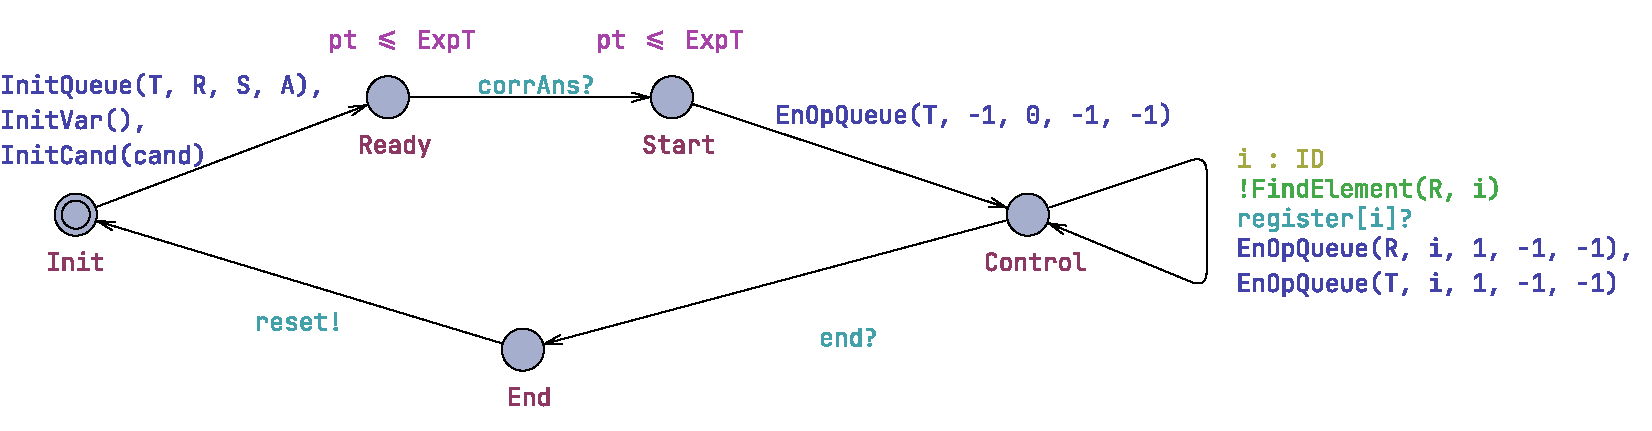 pt ⩽ ExpT
pt ⩽ ExpT
InitQueue(T, R, S, A),
InitVar(),
InitCand(cand)
corrAns?
Ready
Start
EnOpQueue(T, -1, 0, -1, -1)
i : ID
!FindElement(R, i)
register[i]?
EnOpQueue(R, i, 1, -1, -1),
EnOpQueue(T, i, 1, -1, -1)
Init
Control
reset!
end?
End